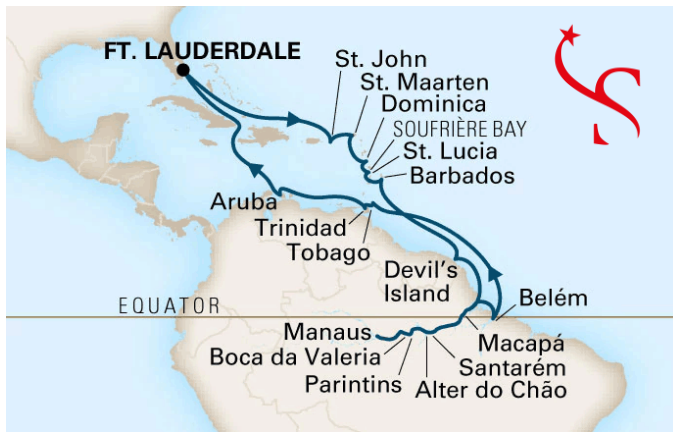 FT. LAUDERDALE
St. John
St. Maarten
Dominica
SOUFRIÈRE BAY
St. Lucia
Barbados
Aruba
Trinidad
Tobago
Devil's
Island
EQUATOR
Belém
Manaus
Macapá
Boca da Valeria
Santarém
Parintins
Alter do Chão